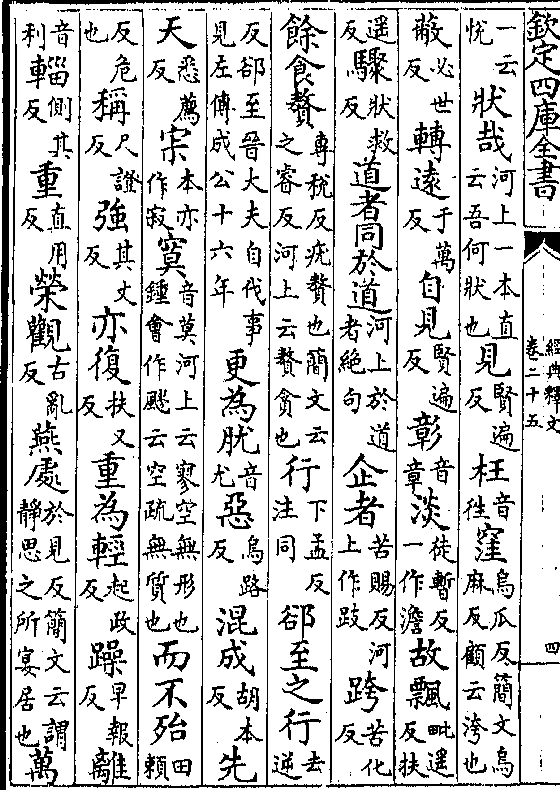 欽定四庫全書
經典釋文
卷二十五
四
一云悦狀哉河上一本直云吾何狀也見賢遍反枉音徃窪烏瓜反簡文烏麻反顧云洿也
敝必世反轉遠于萬反自見賢遍反彰音章淡徒暫反一作澹故飄毗遥反扶
遥反驟狀救反道者同於道河上於道者絶句企者苦賜反河上作跂跨苦化反
餘食贅專税反疣贅也簡文云之睿反河上云贅貪也行下孟反注同郤至之行去逆
反郤至晉大夫自代事見左傳成公十六年更為肬音尤惡烏路反混成胡本反先
天悉薦反宗本亦作寂寞音莫河上云寥空無形也鍾會作飂云空疏無質也而不殆田賴
反危也稱尺證反強其丈反亦復扶又反重為輕起政反躁早報反離
音利輜側其反重直用反榮觀古亂反燕處於見反簡文云謂靜思之所宴居也萬